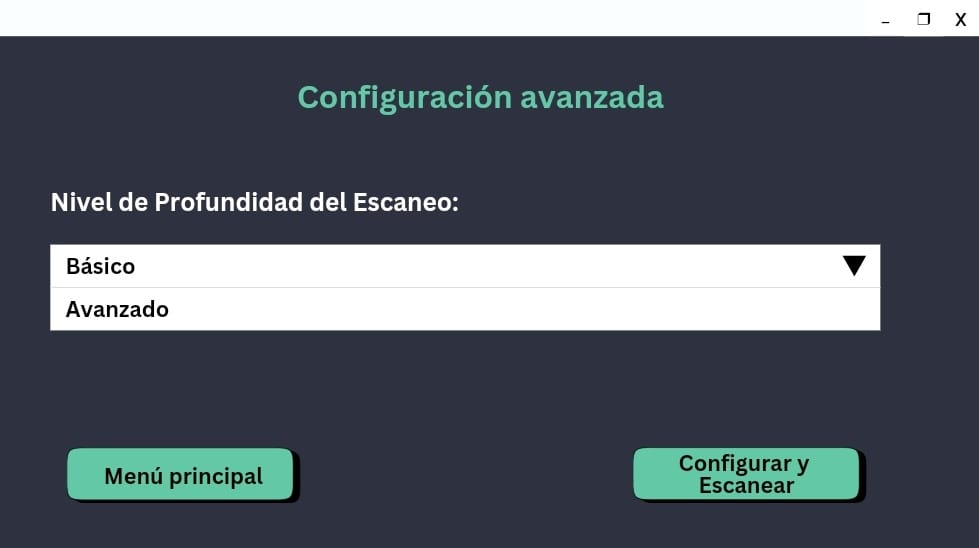 Configuración avanzada
Nivel de Profundidad del Escaneo:
Básico
Avanzado
Menú principal
Configurar y
Escanear